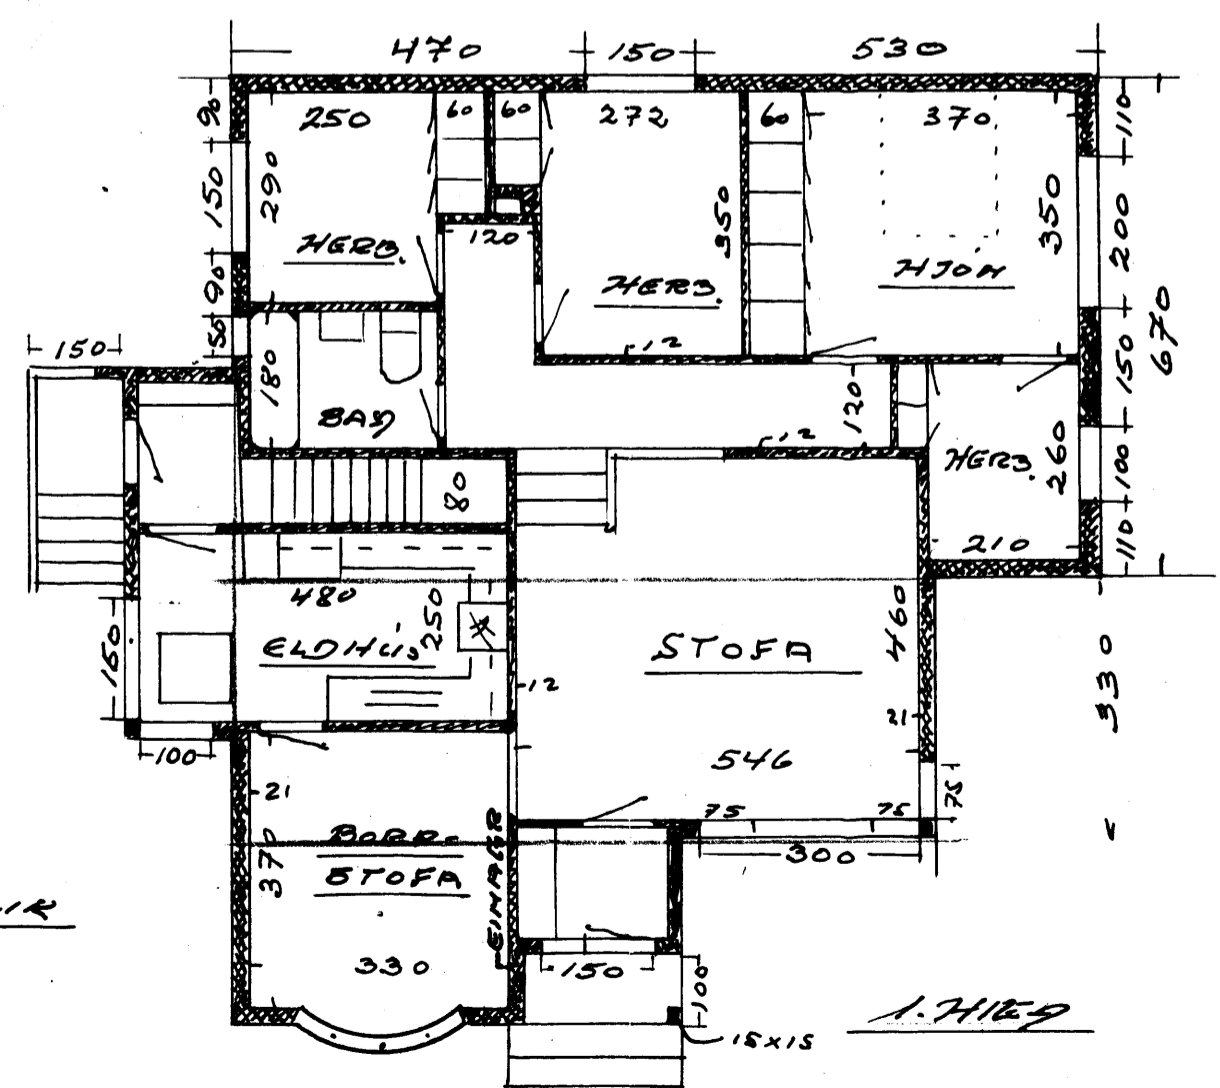 470 150 530
90 250 60 60 272 60 370 110
150 290 350 350 200
120
HERB. HERB. HJÓN
90
50 12 150 670
150 180 120
BAÐ 12
80 HERB. 260 100
210 110
480 250 460
ELDHÚS STOFA
150 12 330
21
100 546
21 75 75 75
BORÐ-
STOFA
370 EINANGR 300
330 150 100
15x15
1. HÆÐ